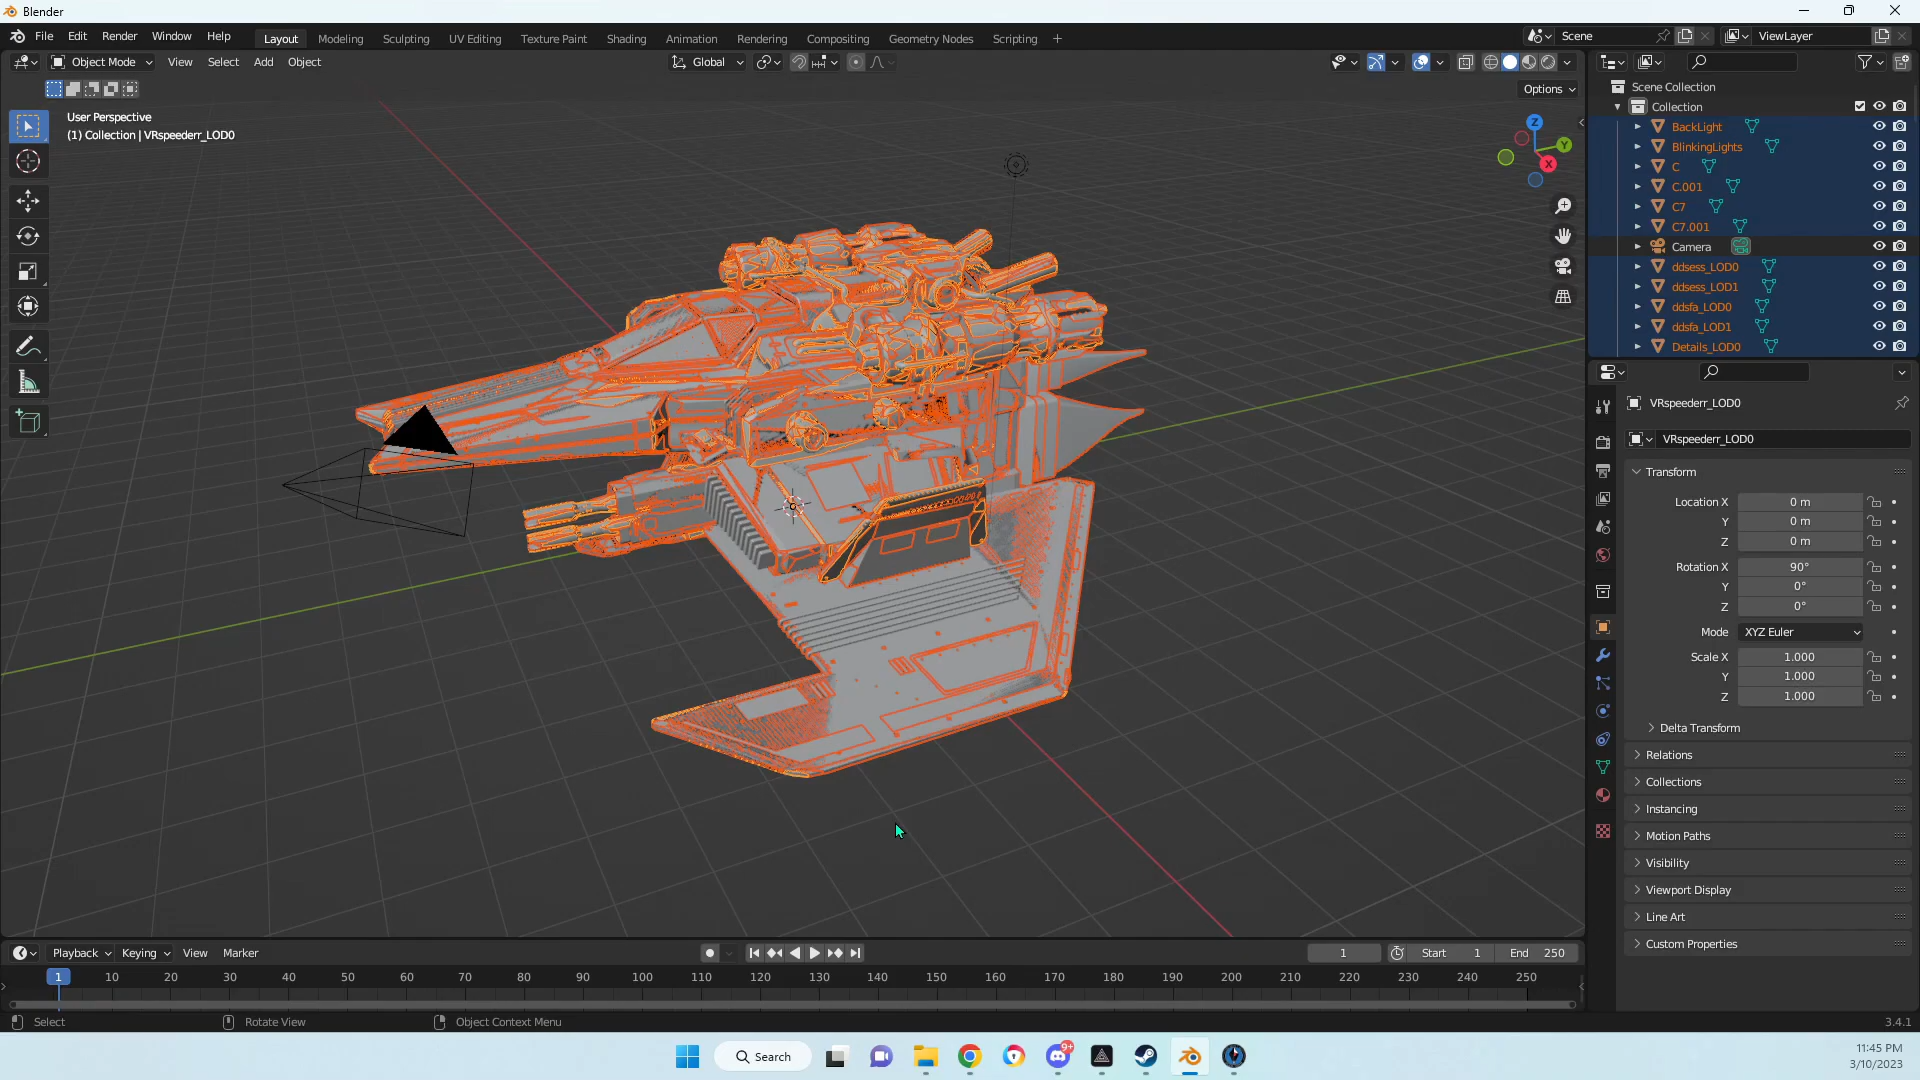 Blender
File Edit Render Window Help
Layout Modeling Sculpting UV Editing Texture Paint Shading Animation Rendering Compositing Geometry Nodes Scripting +
Scene
ViewLayer
Object Mode View Select Add Object
Global
Options
User Perspective
(1) Collection | VRspeederr_LOD0
Z
Y
X
Scene Collection
Collection
BackLight
BlinkingLights
C
C.001
C7
C7.001
Camera
ddsess_LOD0
ddsess_LOD1
ddsfa_LOD0
ddsfa_LOD1
Details_LOD0
VRspeederr_LOD0
VRspeederr_LOD0
Transform
Location X 0 m
Y 0 m
Z 0 m
Rotation X 90°
Y 0°
Z 0°
Mode XYZ Euler
Scale X 1.000
Y 1.000
Z 1.000
Delta Transform
Relations
Collections
Instancing
Motion Paths
Visibility
Viewport Display
Line Art
Custom Properties
Playback Keying View Marker
1 Start 1 End 250
1 10 20 30 40 50 60 70 80 90 100 110 120 130 140 150 160 170 180 190 200 210 220 230 240 250
Select Rotate View Object Context Menu 3.4.1
Search
9+
11:45 PM
3/10/2023